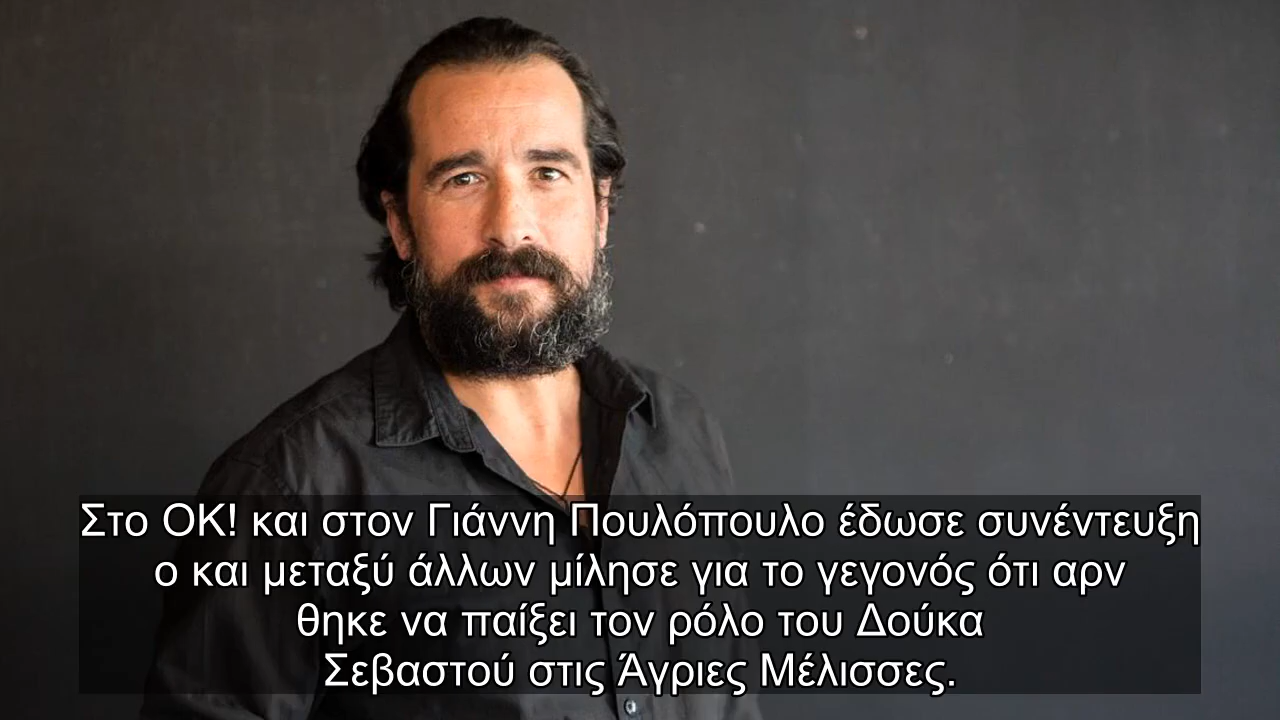 Στο ΟΚ! και στον Γιάννη Πουλόπουλο έδωσε συνέντευξη
ο και μεταξύ άλλων μίλησε για το γεγονός ότι αρν
θηκε να παίξει τον ρόλο του Δούκα
Σεβαστού στις Άγριες Μέλισσες.